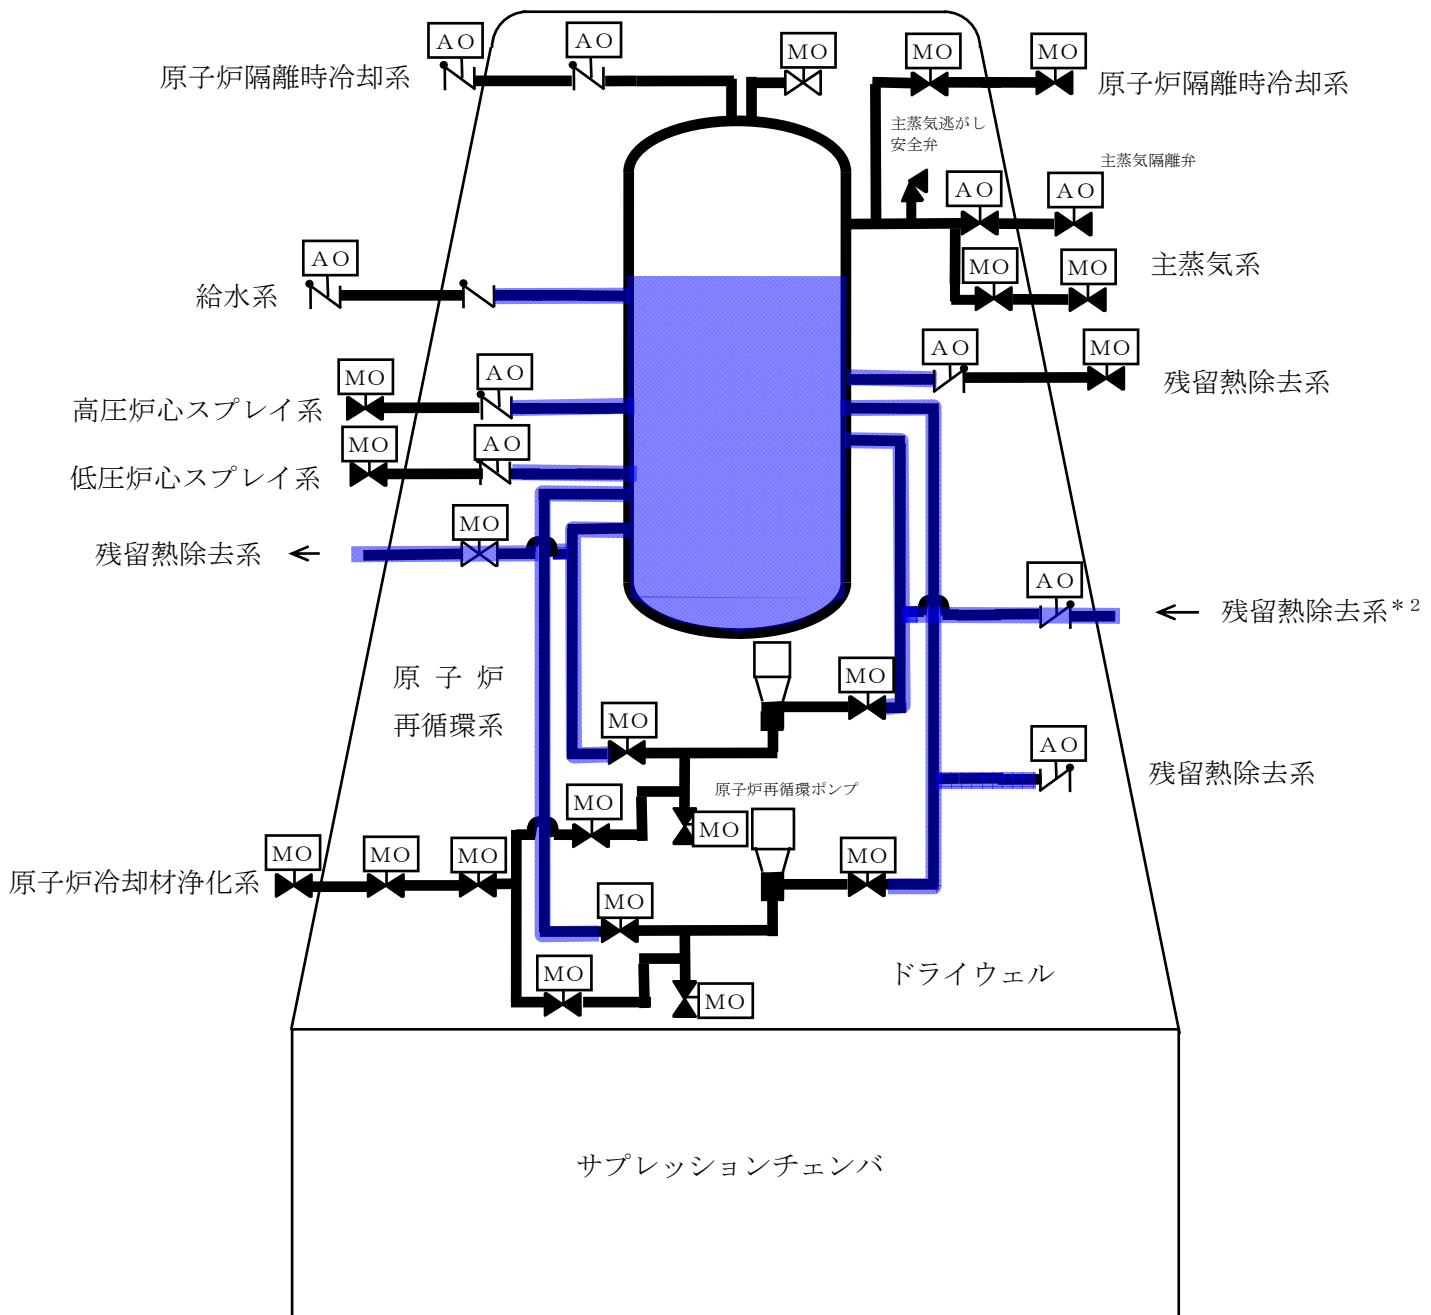 ＡＯ
ＡＯ
ＭＯ
ＭＯ
ＭＯ
原子炉隔離時冷却系
原子炉隔離時冷却系
主蒸気逃がし
安全弁
主蒸気隔離弁
ＡＯ
ＡＯ
ＡＯ
ＭＯ
ＭＯ
主蒸気系
給水系
ＡＯ
ＭＯ
ＭＯ
ＡＯ
残留熱除去系
高圧炉心スプレイ系
ＭＯ
ＡＯ
低圧炉心スプレイ系
ＭＯ
残留熱除去系
ＡＯ
残留熱除去系＊２
原 子 炉
再循環系
ＭＯ
ＭＯ
ＡＯ
残留熱除去系
原子炉再循環ポンプ
ＭＯ
ＭＯ
ＭＯ
ＭＯ
ＭＯ
ＭＯ
原子炉冷却材浄化系
ＭＯ
ＭＯ
ＭＯ
ドライウェル
サプレッションチェンバ